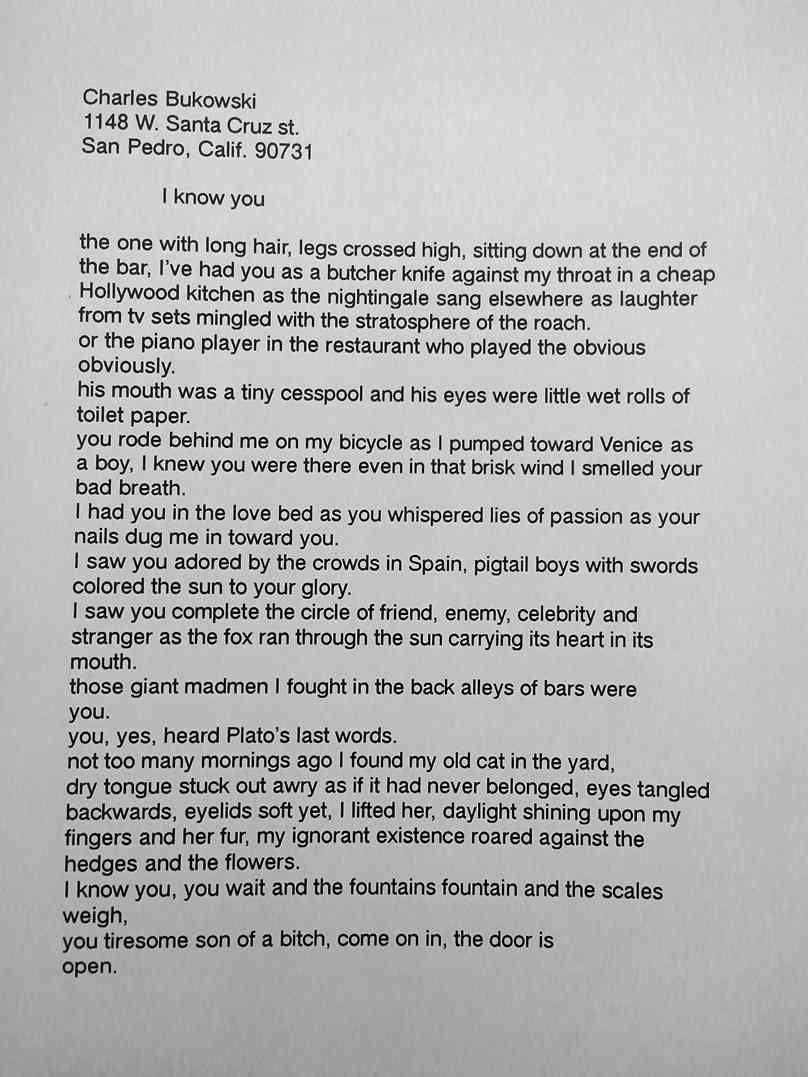 Charles Bukowski
1148 W. Santa Cruz st.
San Pedro, Calif. 90731
I know you
the one with long hair, legs crossed high, sitting down at the end of
the bar, I've had you as a butcher knife against my throat in a cheap
Hollywood kitchen as the nightingale sang elsewhere as laughter
from tv sets mingled with the stratosphere of the roach.
or the piano player in the restaurant who played the obvious
obviously.
his mouth was a tiny cesspool and his eyes were little wet rolls of
toilet paper.
you rode behind me on my bicycle as I pumped toward Venice as
a boy, I knew you were there even in that brisk wind I smelled your
bad breath.
I had you in the love bed as you whispered lies of passion as your
nails dug me in toward you.
I saw you adored by the crowds in Spain, pigtail boys with swords
colored the sun to your glory.
I saw you complete the circle of friend, enemy, celebrity and
stranger as the fox ran through the sun carrying its heart in its
mouth.
those giant madmen I fought in the back alleys of bars were
you.
you, yes, heard Plato's last words.
not too many mornings ago I found my old cat in the yard,
dry tongue stuck out awry as if it had never belonged, eyes tangled
backwards, eyelids soft yet, I lifted her, daylight shining upon my
fingers and her fur, my ignorant existence roared against the
hedges and the flowers.
I know you, you wait and the fountains fountain and the scales
weigh,
you tiresome son of a bitch, come on in, the door is
open.